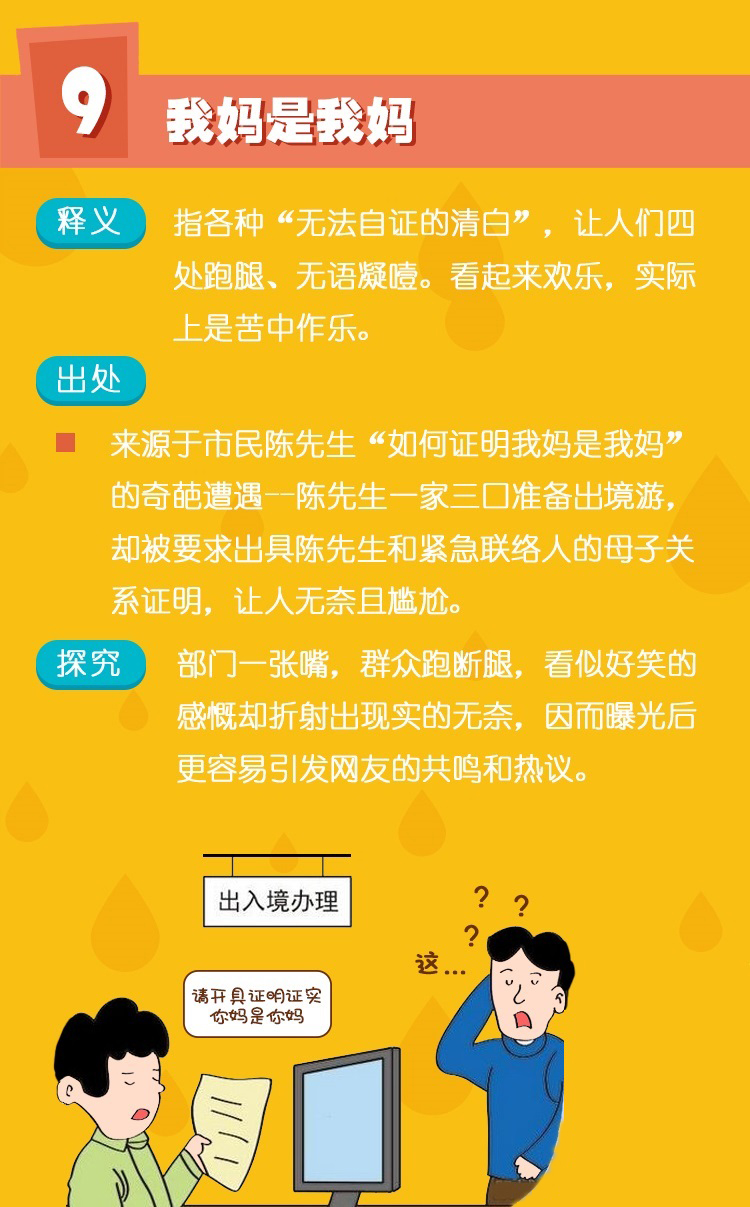 9
我妈是我妈
释义
指各种“无法自证的清白”，让人们四
处跑腿、无语凝噎。看起来欢乐，实际
上是苦中作乐。
出处
来源于市民陈先生“如何证明我妈是我妈”
的奇葩遭遇--陈先生一家三口准备出境游，
却被要求出具陈先生和紧急联络人的母子关
系证明，让人无奈且尴尬。
探究
部门一张嘴，群众跑断腿，看似好笑的
感慨却折射出现实的无奈，因而曝光后
更容易引发网友的共鸣和热议。
出入境办理
? ?
?
这...
请开具证明证实
你妈是你妈